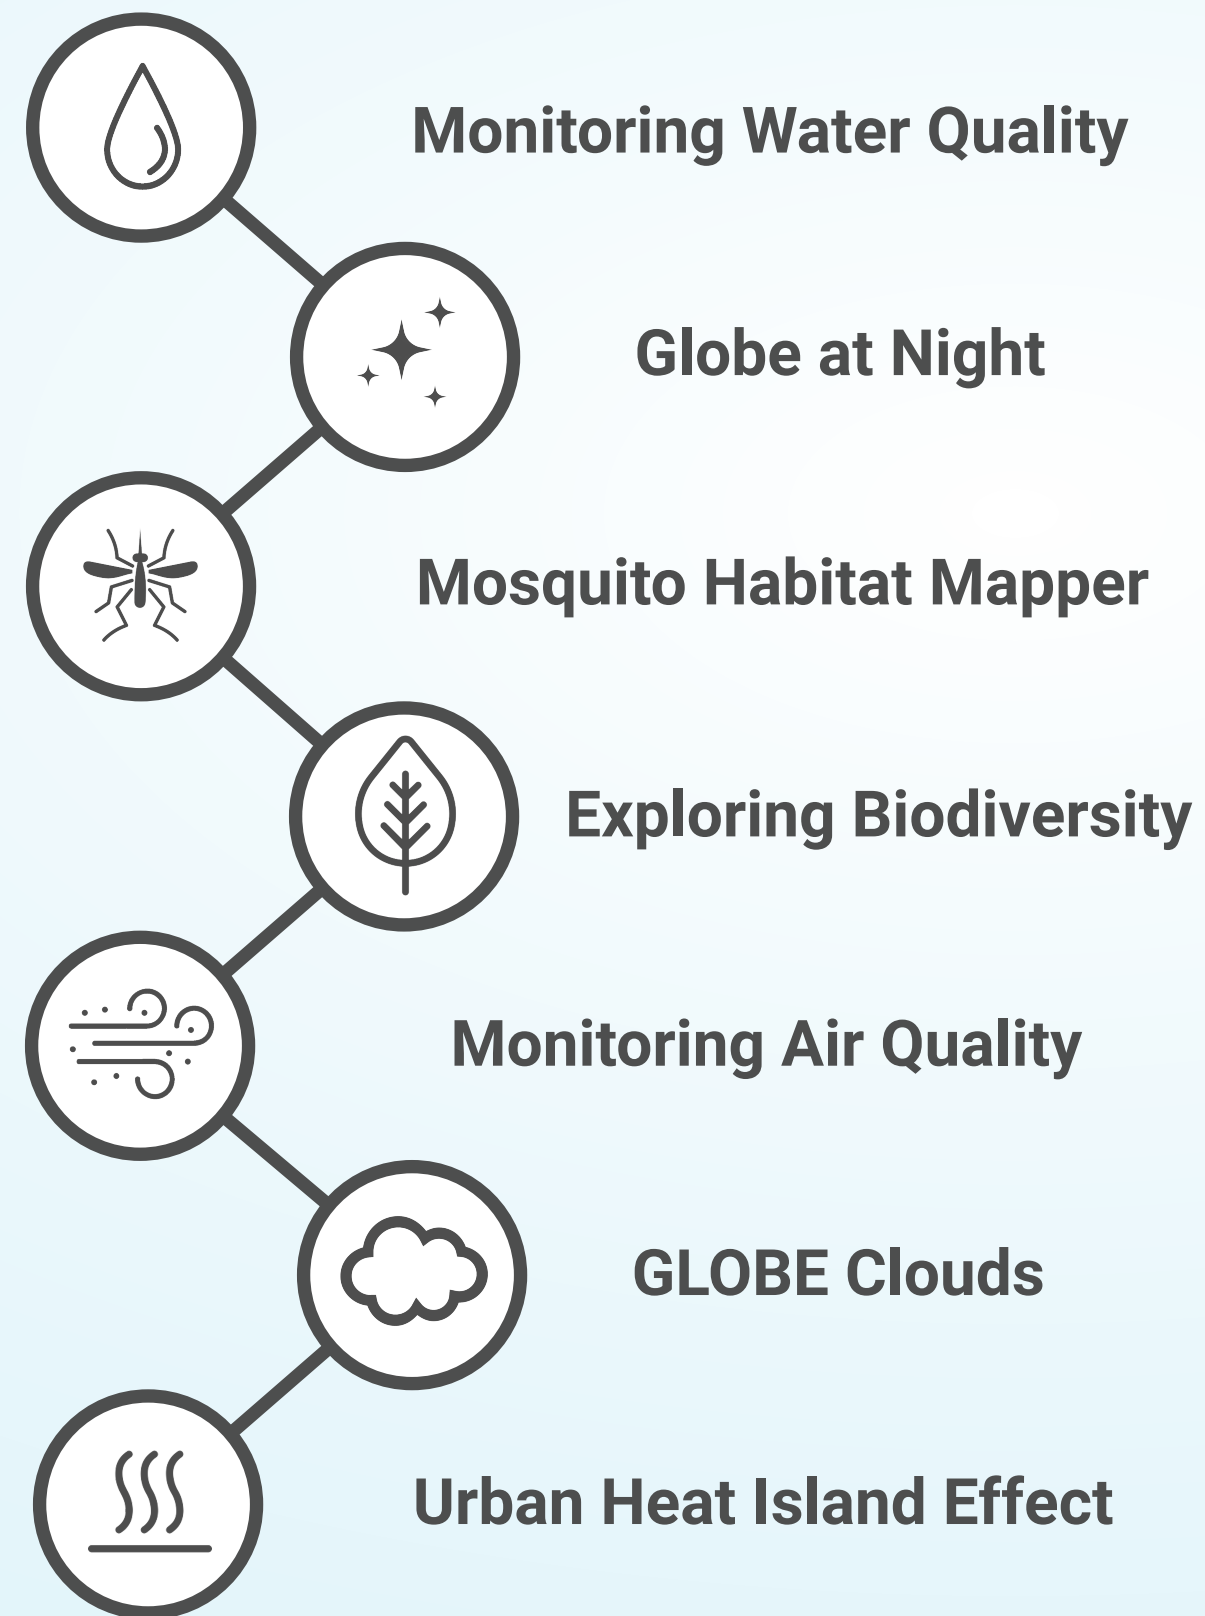 Monitoring Water Quality
Globe at Night
Mosquito Habitat Mapper
Exploring Biodiversity
Monitoring Air Quality
GLOBE Clouds
Urban Heat Island Effect